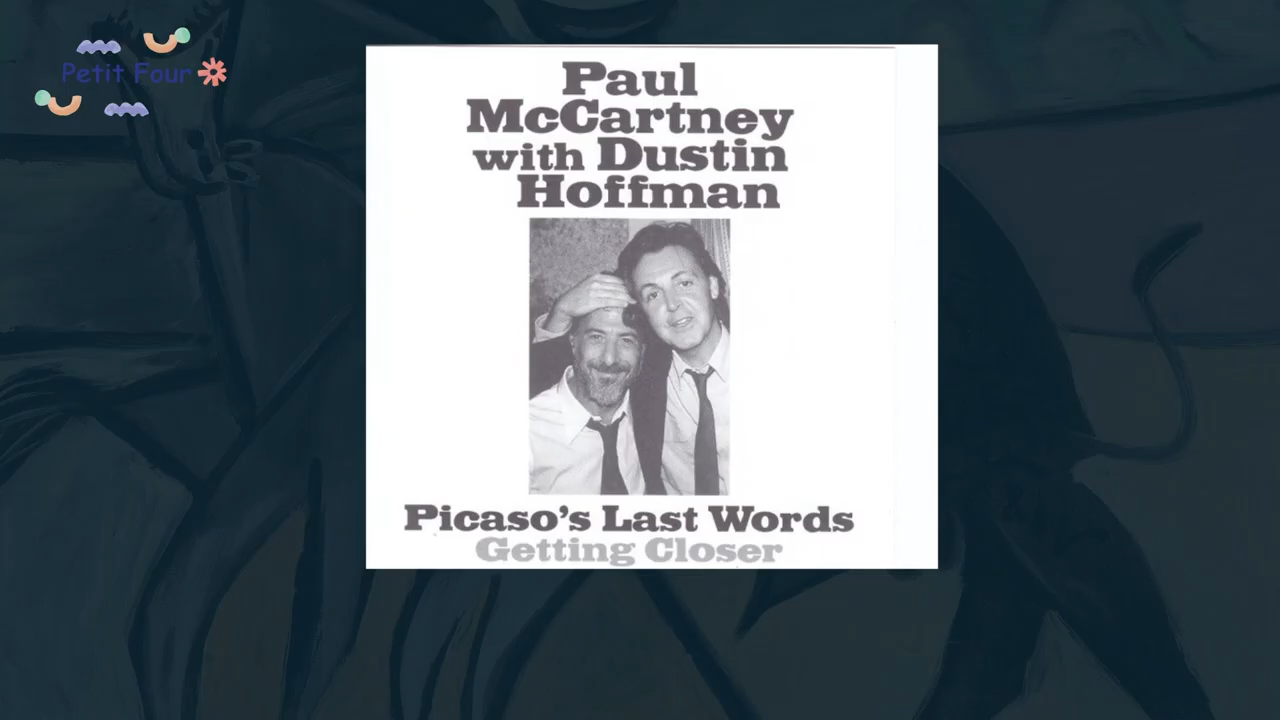 Petit Four
Paul
McCartney
with Dustin
Hoffman
Picaso's Last Words
Getting Closer